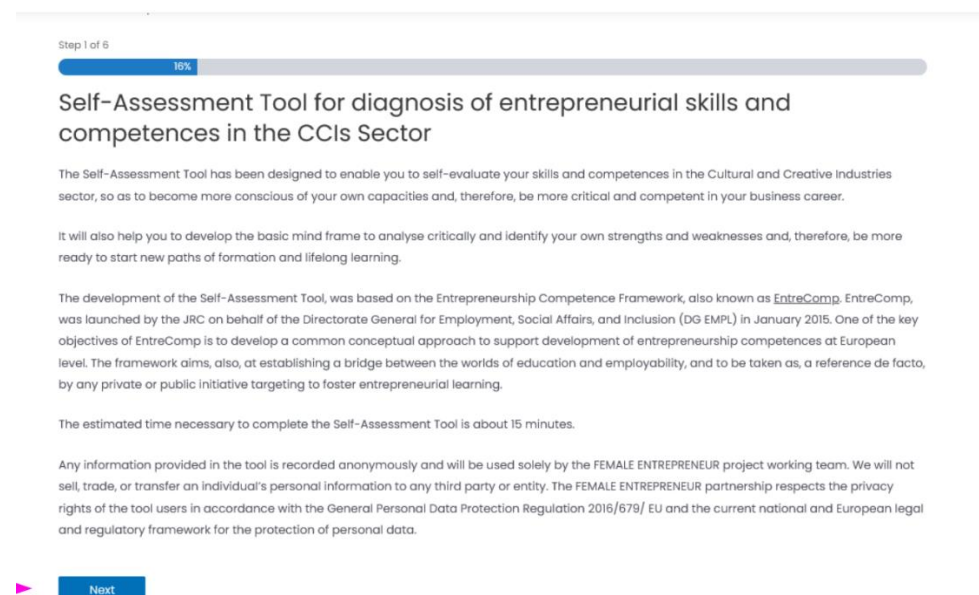 Step 1 of 6
16%
Self-Assessment Tool for diagnosis of entrepreneurial skills and
competences in the CCIs Sector
The Self-Assessment Tool has been designed to enable you to self-evaluate your skills and competences in the Cultural and Creative Industries
sector, so as to become more conscious of your own capacities and, therefore, be more critical and competent in your business career.
It will also help you to develop the basic mind frame to analyse critically and identify your own strengths and weaknesses and, therefore, be more
ready to start new paths of formation and lifelong learning.
The development of the Self-Assessment Tool, was based on the Entrepreneurship Competence Framework, also known as EntreComp. EntreComp,
was launched by the JRC on behalf of the Directorate General for Employment, Social Affairs, and Inclusion (DG EMPL) in January 2015. One of the key
objectives of EntreComp is to develop a common conceptual approach to support development of entrepreneurship competences at European
level. The framework aims, also, at establishing a bridge between the worlds of education and employability, and to be taken as, a reference de facto,
by any private or public initiative targeting to foster entrepreneurial learning.
The estimated time necessary to complete the Self-Assessment Tool is about 15 minutes.
Any information provided in the tool is recorded anonymously and will be used solely by the FEMALE ENTREPRENEUR project working team. We will not
sell, trade, or transfer an individual's personal information to any third party or entity. The FEMALE ENTREPRENEUR partnership respects the privacy
rights of the tool users in accordance with the General Personal Data Protection Regulation 2016/679/ EU and the current national and European legal
and regulatory framework for the protection of personal data.
Next